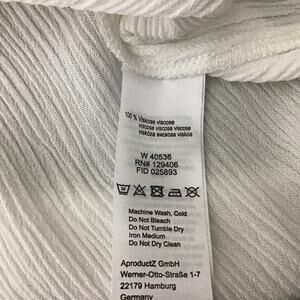 100 % Viskose viscose
viscose viscosa viscose
viskoza вискоза viskos
W 40536
RN# 129406
FID 025893
Machine Wash, Cold
Do Not Bleach
Do Not Tumble Dry
Iron Medium
Do Not Dry Clean
AproductZ GmbH
Werner-Otto-Straße 1-7
22179 Hamburg
Germany